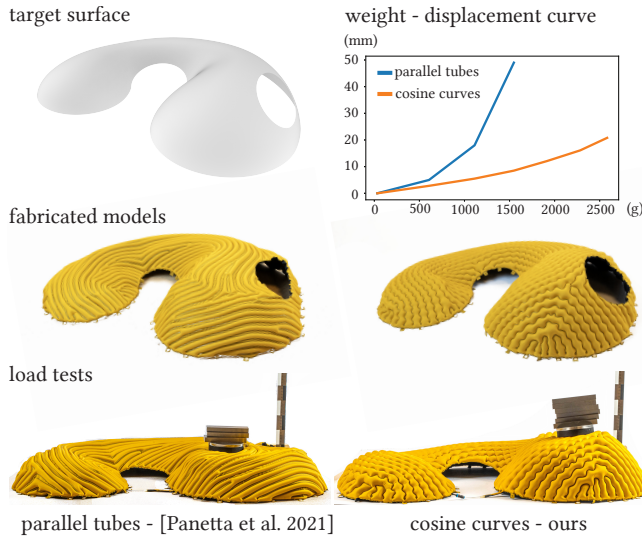 target surface
weight - displacement curve
(mm)
50
40
30
20
10
0
parallel tubes
cosine curves
0
500
1000
1500
2000
2500
(g)
fabricated models
load tests
parallel tubes - [Panetta et al. 2021]
cosine curves - ours